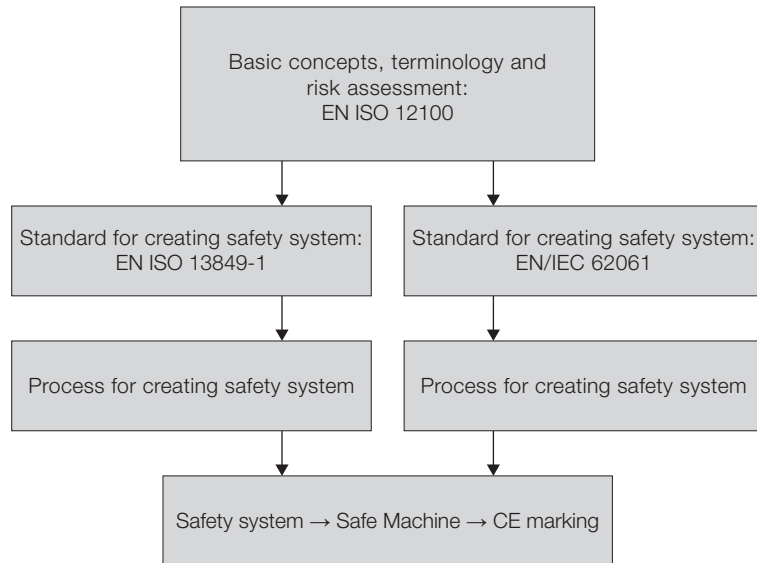 Basic concepts, terminology and
risk assessment:
EN ISO 12100
Standard for creating safety system:
EN ISO 13849-1
Standard for creating safety system:
EN/IEC 62061
Process for creating safety system
Process for creating safety system
Safety system → Safe Machine → CE marking